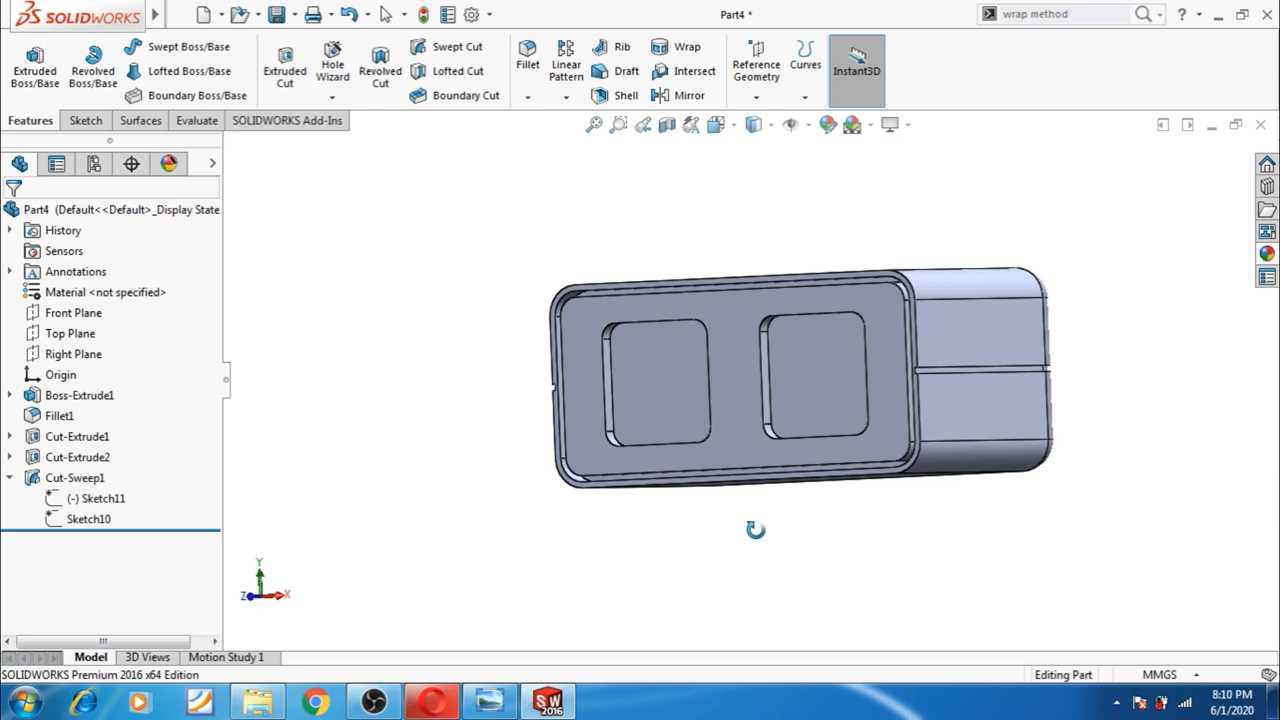 SOLIDWORKS
Part4 *
wrap method
?
Extruded Boss/Base
Revolved Boss/Base
Swept Boss/Base
Lofted Boss/Base
Boundary Boss/Base
Extruded Cut
Hole Wizard
Revolved Cut
Swept Cut
Lofted Cut
Boundary Cut
Fillet
Linear Pattern
Rib
Draft
Shell
Wrap
Intersect
Mirror
Reference Geometry
Curves
Instant3D
Features
Sketch
Surfaces
Evaluate
SOLIDWORKS Add-Ins
Part4 (Default<<Default>_Display State
History
Sensors
Annotations
Material <not specified>
Front Plane
Top Plane
Right Plane
Origin
Boss-Extrude1
Fillet1
Cut-Extrude1
Cut-Extrude2
Cut-Sweep1
(-) Sketch11
Sketch10
Y
Z
X
Model
3D Views
Motion Study 1
SOLIDWORKS Premium 2016 x64 Edition
Editing Part
MMGS
SW
2016
8:10 PM
6/1/2020